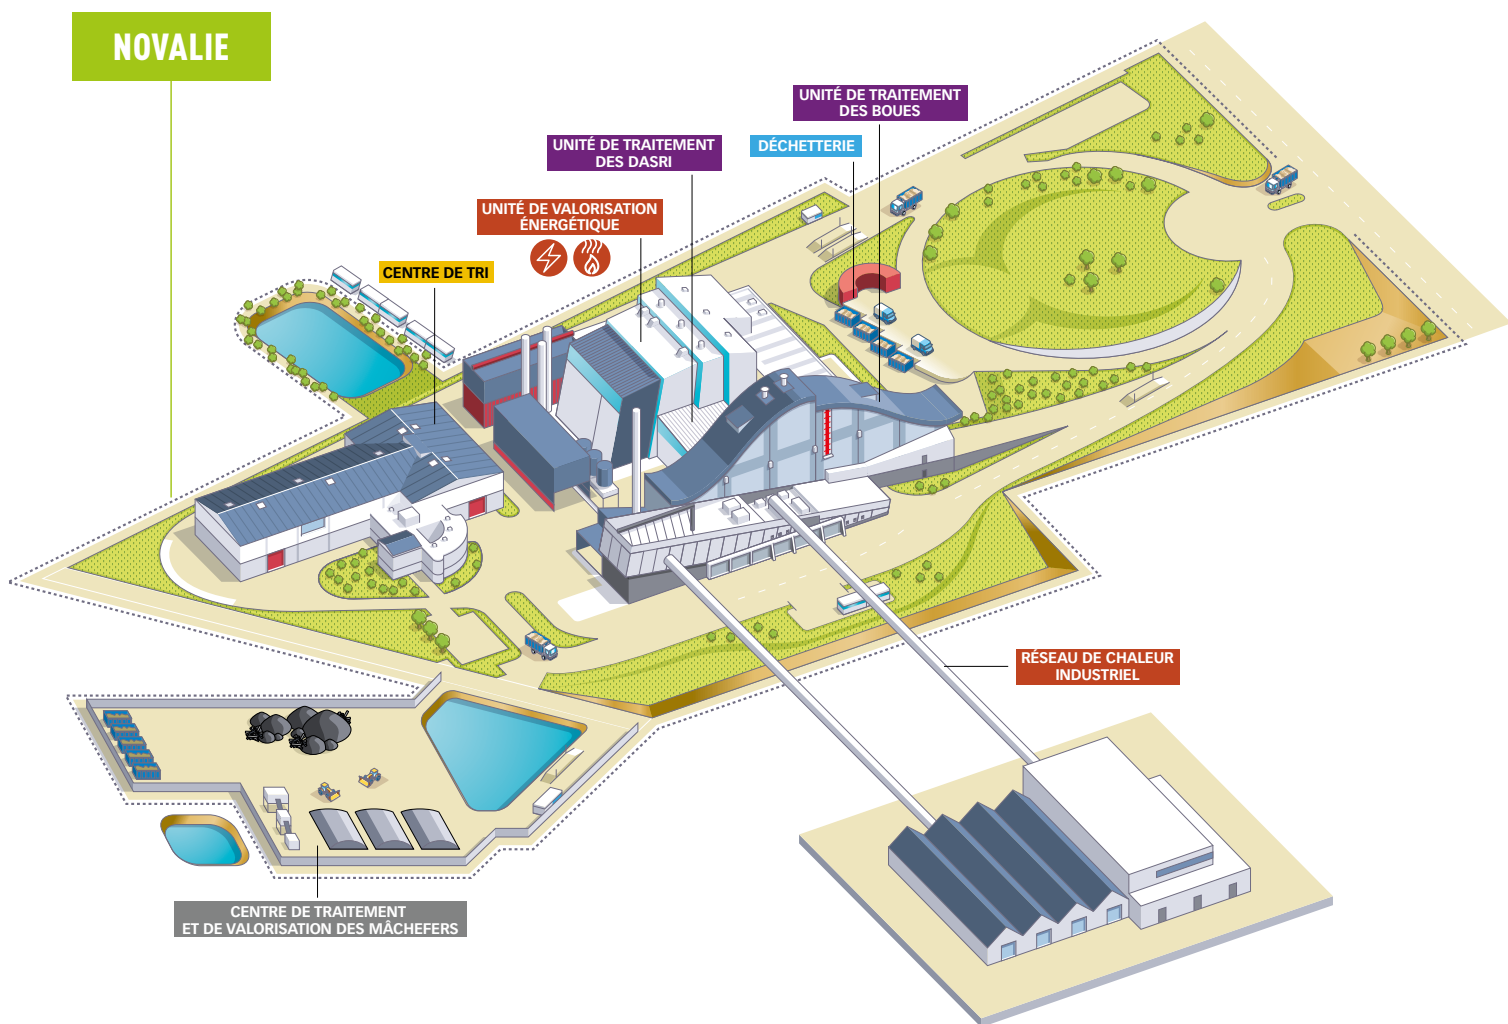 NOVALIE
UNITÉ DE TRAITEMENT
DES BOUES
UNITÉ DE TRAITEMENT
DES DASRI
DÉCHETTERIE
UNITÉ DE VALORISATION
ÉNERGÉTIQUE
CENTRE DE TRI
RÉSEAU DE CHALEUR
INDUSTRIEL
CENTRE DE TRAITEMENT
ET DE VALORISATION DES MÂCHEFERS